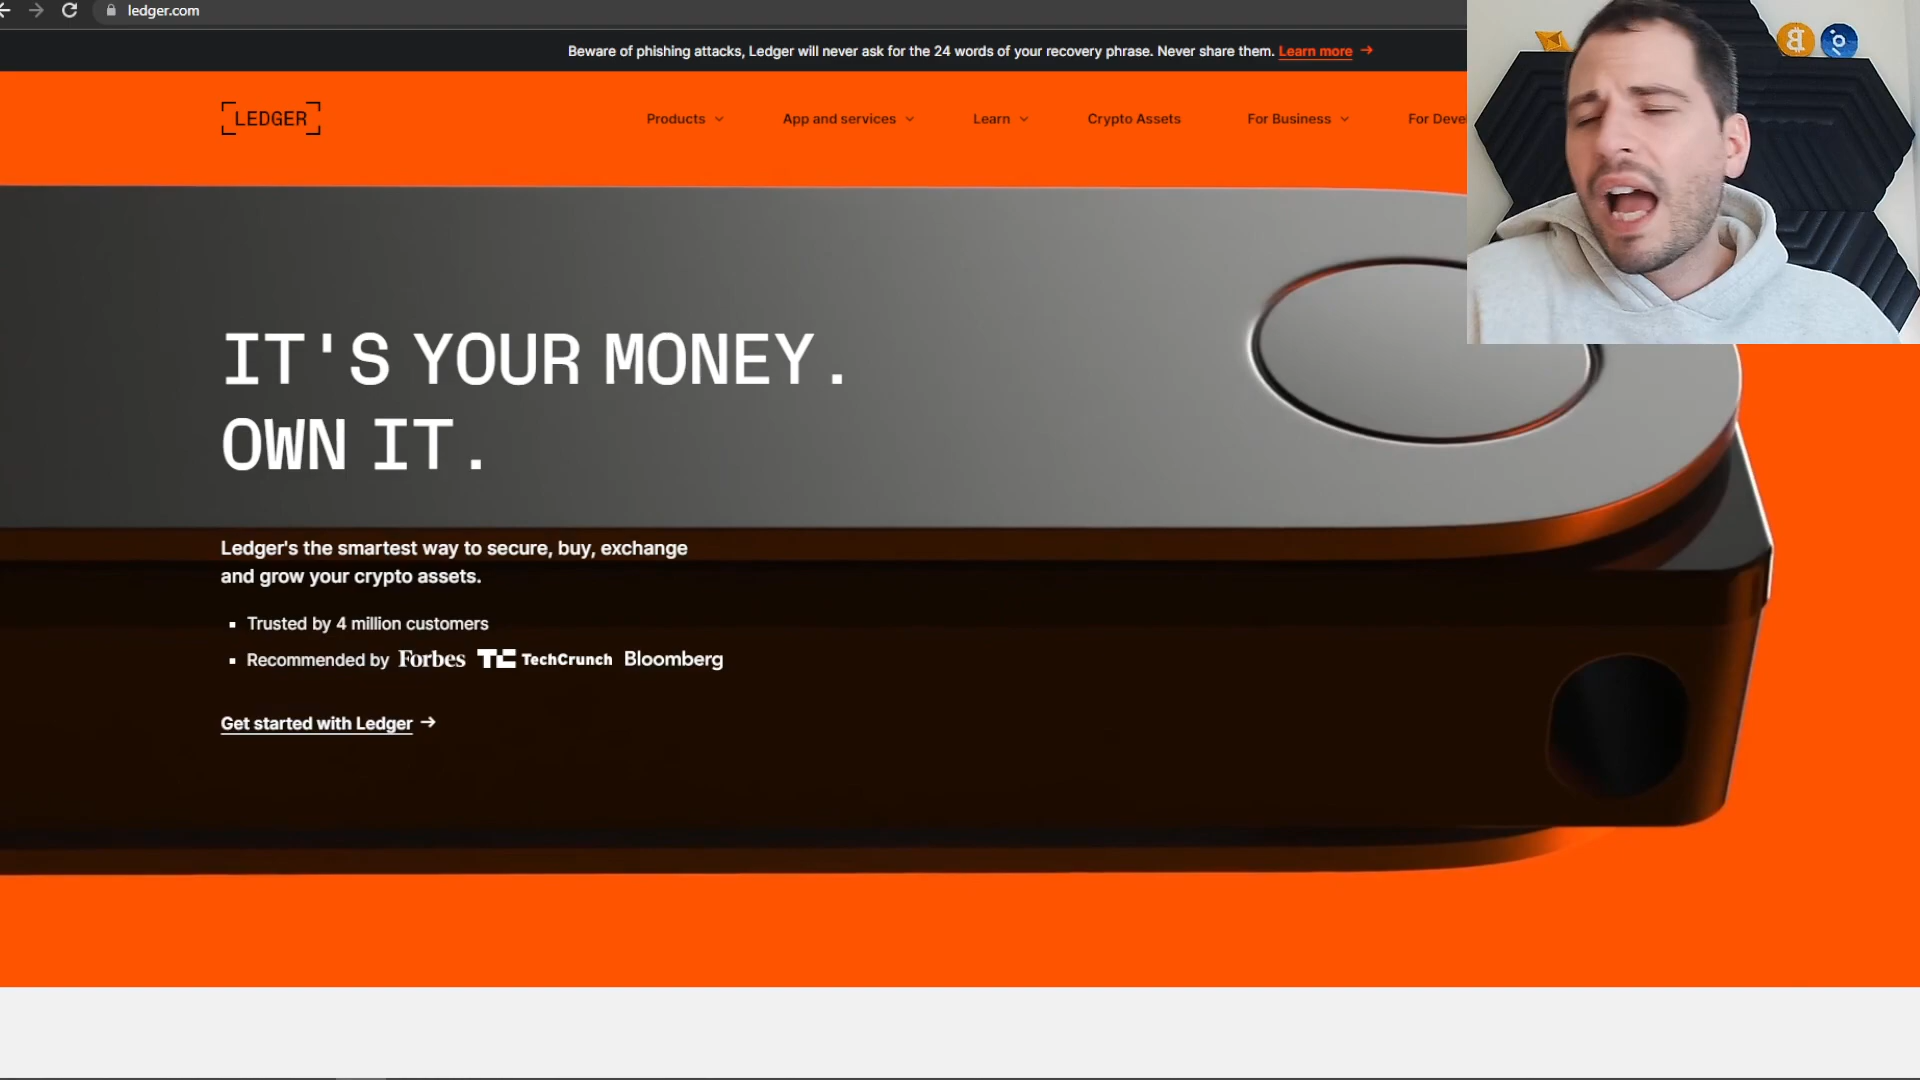 ledger.com
Beware of phishing attacks, Ledger will never ask for the 24 words of your recovery phrase. Never share them. Learn more
LEDGER
Products
App and services
Learn
Crypto Assets
For Business
For Deve
IT'S YOUR MONEY.
OWN IT.
Ledger's the smartest way to secure, buy, exchange
and grow your crypto assets.
Trusted by 4 million customers
Recommended by Forbes TC TechCrunch Bloomberg
Get started with Ledger